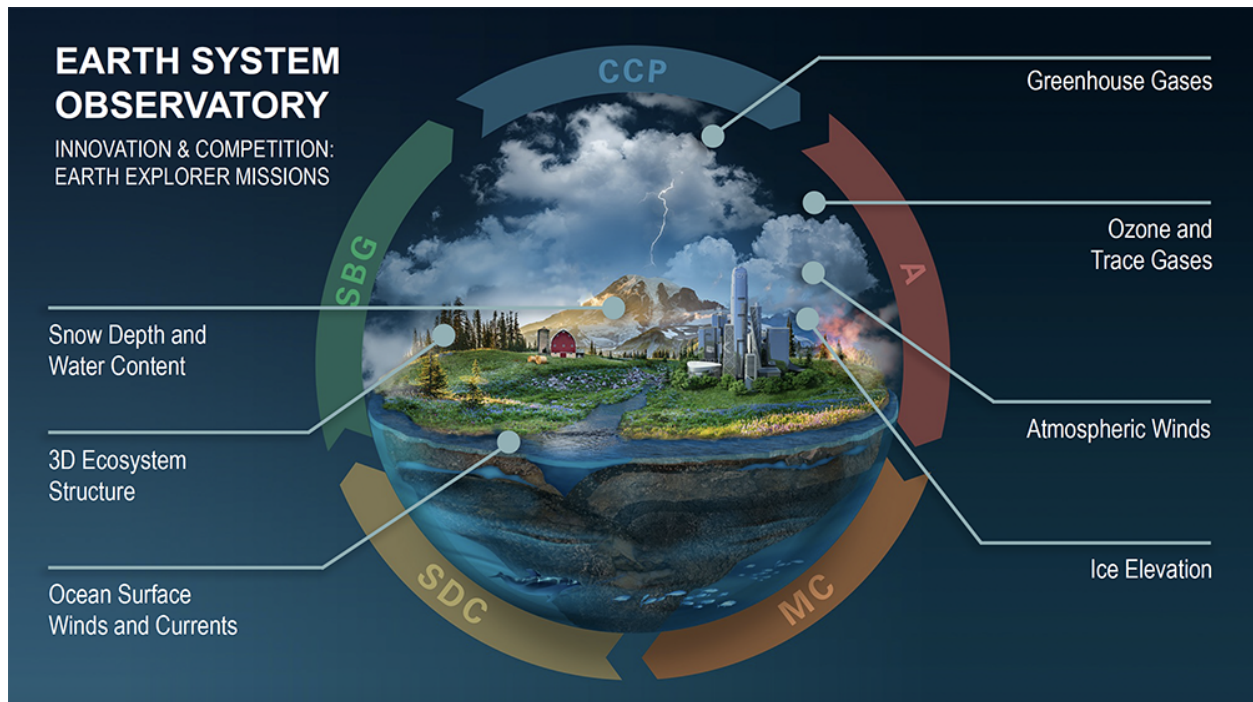 EARTH SYSTEM
OBSERVATORY
INNOVATION & COMPETITION:
EARTH EXPLORER MISSIONS
CCP
A
MC
SDC
SBG
Snow Depth and
Water Content
3D Ecosystem
Structure
Ocean Surface
Winds and Currents
Greenhouse Gases
Ozone and
Trace Gases
Atmospheric Winds
Ice Elevation